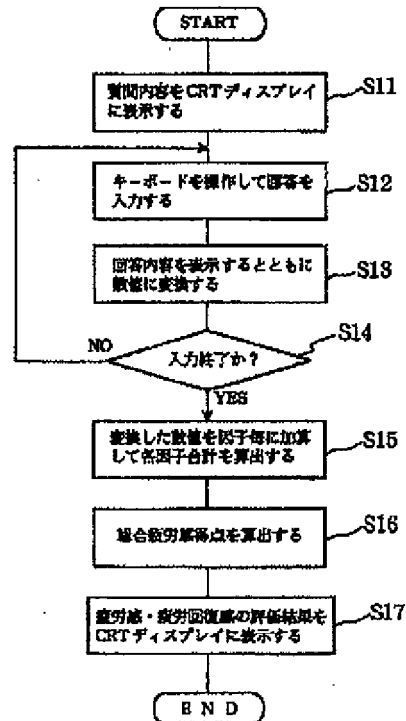 START
質問内容をCRTディスプレイ
に表示する
S11
キーボードを操作して回答を
入力する
S12
回答内容を表示するとともに
数値に変換する
S13
入力終了か?
S14
NO
YES
変換した数値を因子毎に加算
して各因子合計を算出する
S15
総合疲労感得点を算出する
S16
疲労感・疲労回復感の評価結果を
CRTディスプレイに表示する
S17
END